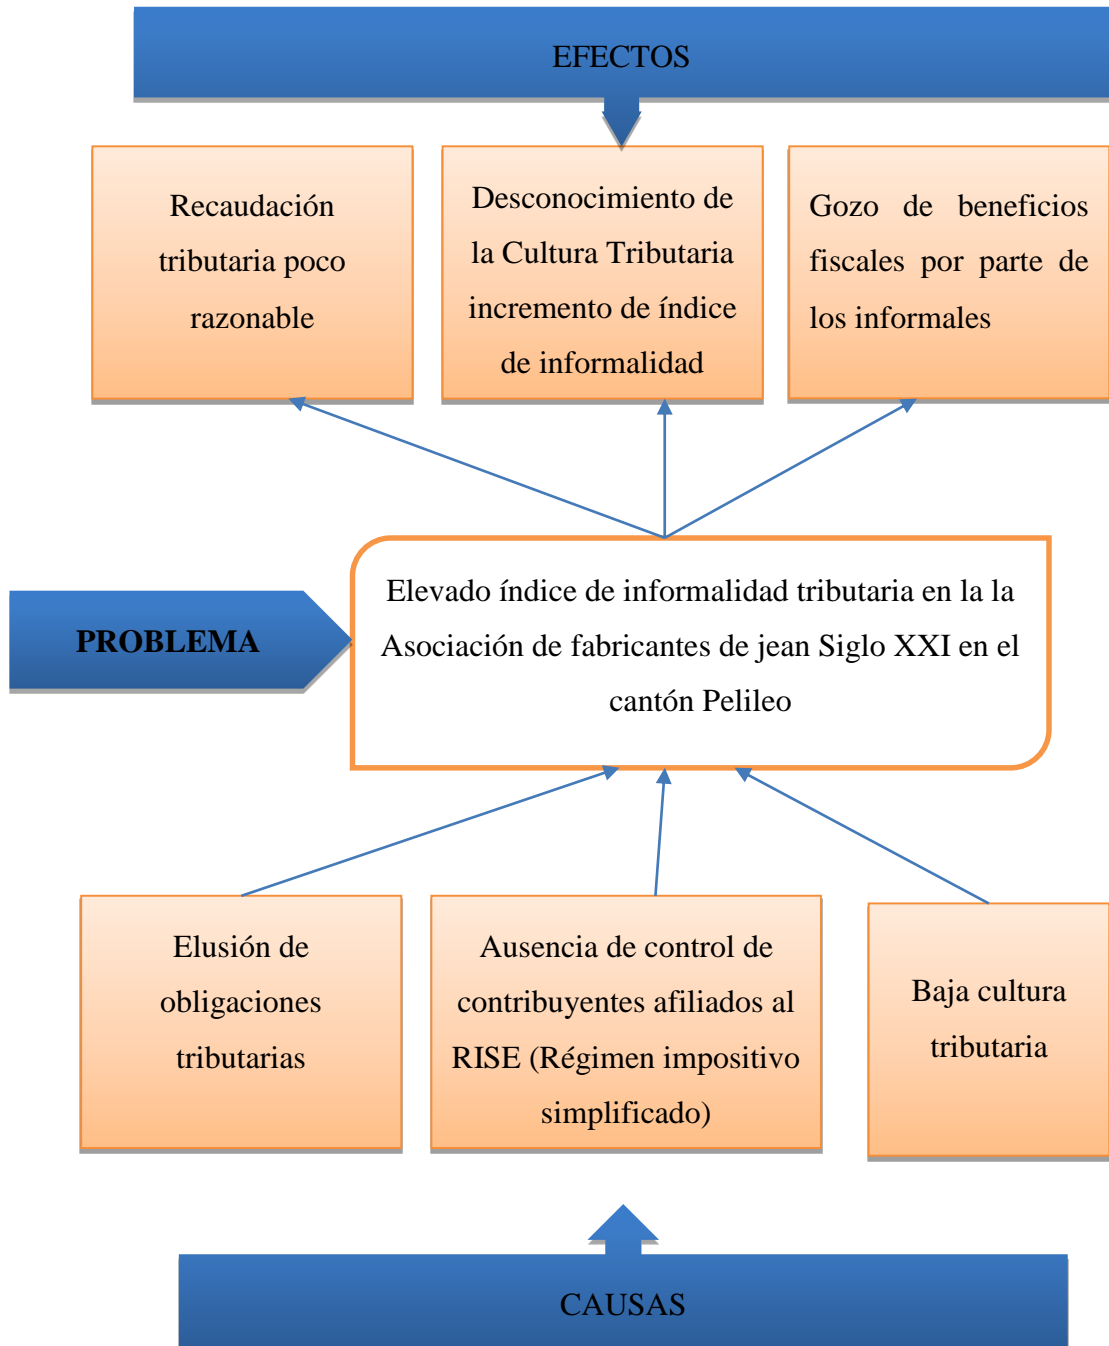 EFECTOS
Recaudación
tributaria poco
razonable
Desconocimiento de
la Cultura Tributaria
incremento de índice
de informalidad
Gozo de beneficios
fiscales por parte de
los informales
PROBLEMA
Elevado índice de informalidad tributaria en la la
Asociación de fabricantes de jean Siglo XXI en el
cantón Pelileo
Elusión de
obligaciones
tributarias
Ausencia de control de
contribuyentes afiliados al
RISE (Régimen impositivo
simplificado)
Baja cultura
tributaria
CAUSAS